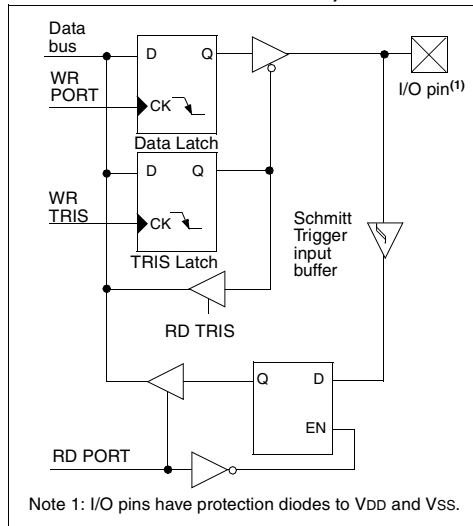 Data
bus
D Q
WR
PORT
CK
I/O pin(1)
Data Latch
D Q
WR
TRIS
CK
TRIS Latch
Schmitt
Trigger
input
buffer
RD TRIS
Q D
EN
RD PORT
Note 1: I/O pins have protection diodes to VDD and VSS.